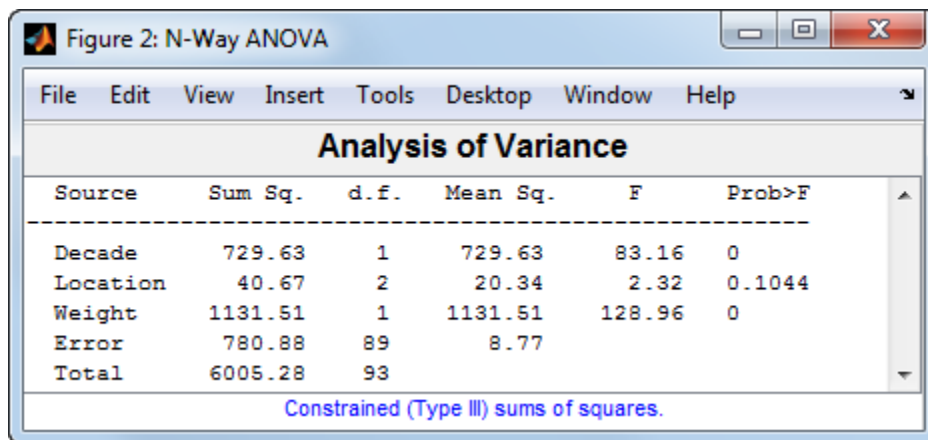 Figure 2: N-Way ANOVA
File Edit View Insert Tools Desktop Window Help
Analysis of Variance
Source Sum Sq. d.f. Mean Sq. F Prob>F
--------------------------------------------------------
Decade 729.63 1 729.63 83.16 0
Location 40.67 2 20.34 2.32 0.1044
Weight 1131.51 1 1131.51 128.96 0
Error 780.88 89 8.77
Total 6005.28 93
Constrained (Type III) sums of squares.